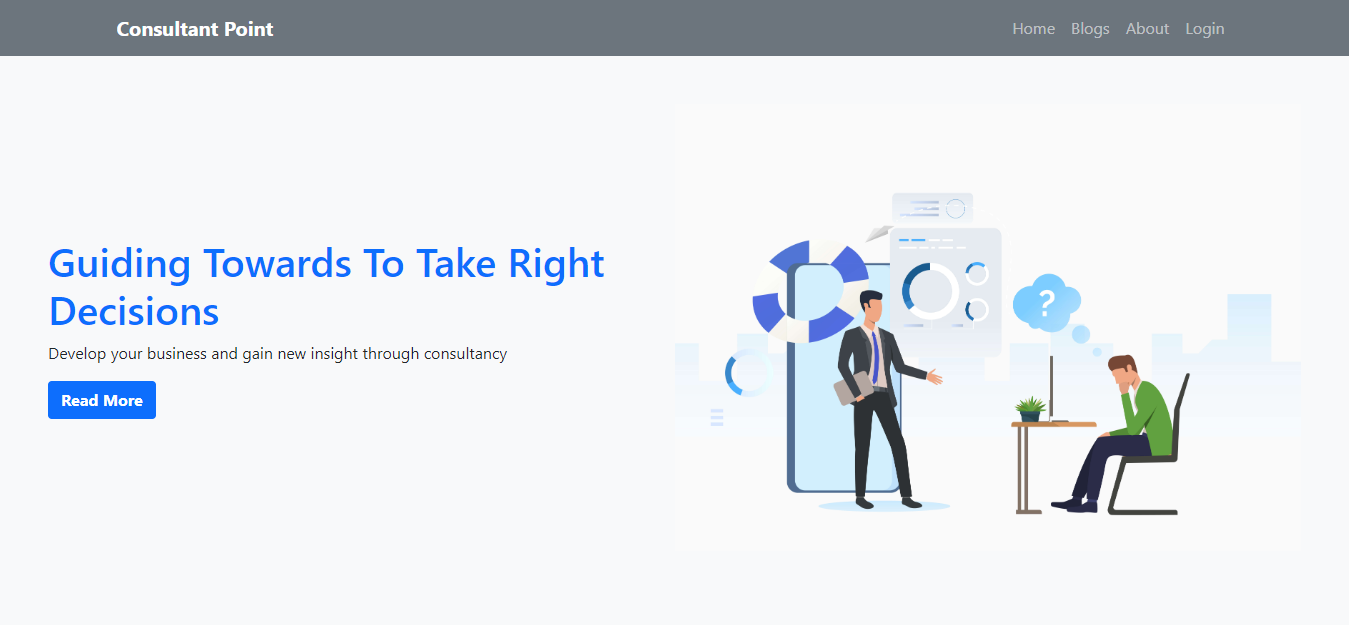 Consultant Point
Home Blogs About Login
Guiding Towards To Take Right
Decisions
Develop your business and gain new insight through consultancy
Read More
?